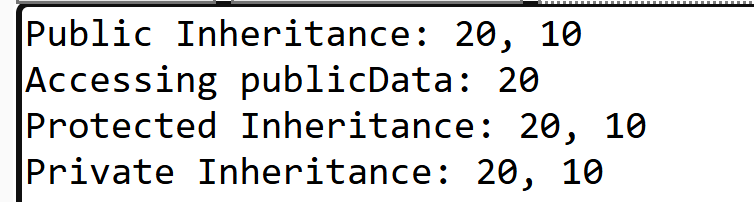 Public Inheritance: 20, 10
Accessing publicData: 20
Protected Inheritance: 20, 10
Private Inheritance: 20, 10